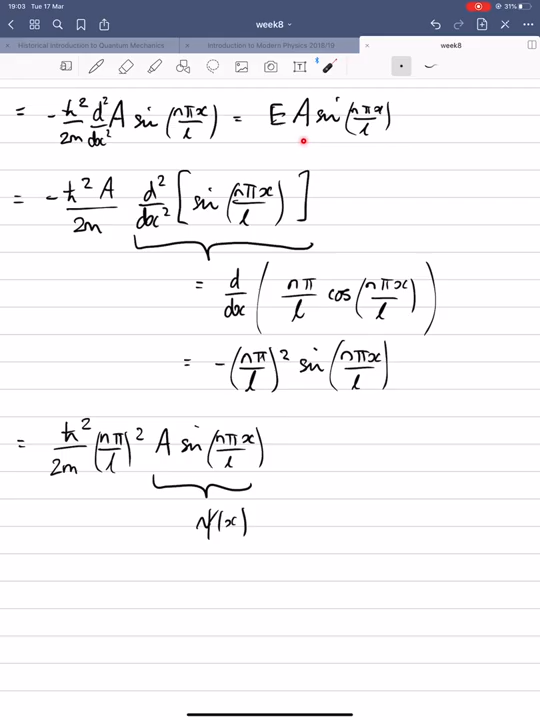 19:03 Tue 17 Mar 31%
week8
Historical Introduction to Quantum Mechanics Introduction to Modern Physics 2018/19 week8
= -ħ²/2m d²/dx² A sin(nπx/l) = E A sin(nπx/l)
= -ħ² A/2m d²/dx² [sin(nπx/l)]
= d/dx (nπ/l cos(nπx/l))
= -(nπ/l)² sin(nπx/l)
= ħ²/2m (nπ/l)² A sin(nπx/l)
ψ(x)